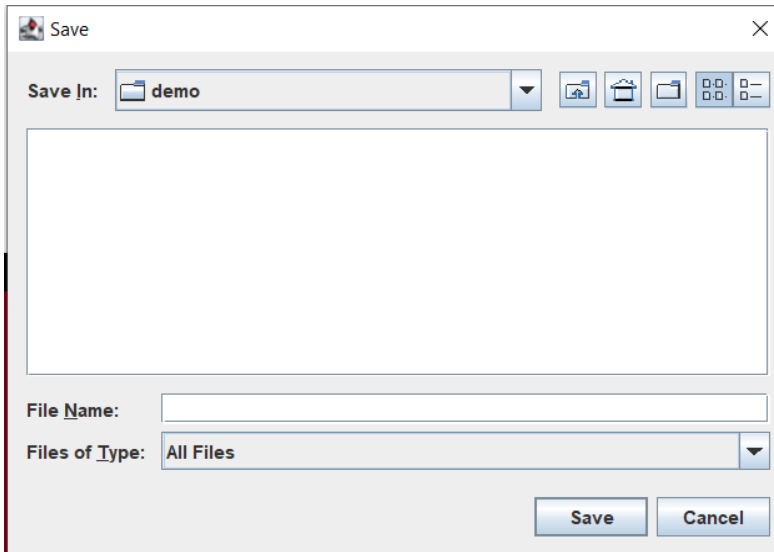 Save
Save In: demo
File Name:
Files of Type: All Files
Save Cancel